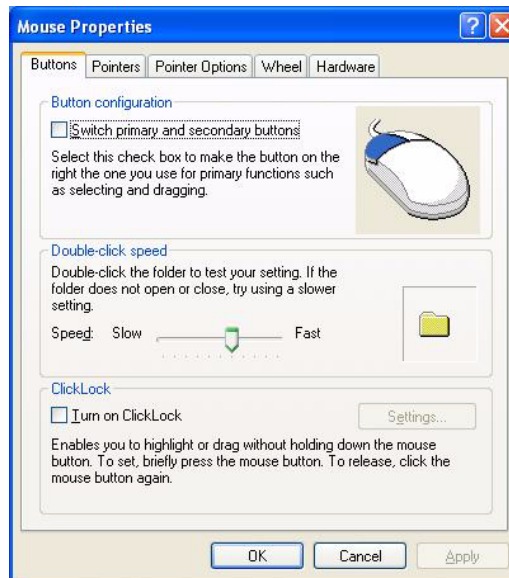 Mouse Properties
?
Buttons Pointers Pointer Options Wheel Hardware
Button configuration
Switch primary and secondary buttons
Select this check box to make the button on the
right the one you use for primary functions such
as selecting and dragging.
Double-click speed
Double-click the folder to test your setting. If the
folder does not open or close, try using a slower
setting.
Speed: Slow Fast
ClickLock
Turn on ClickLock Settings...
Enables you to highlight or drag without holding down the mouse
button. To set, briefly press the mouse button. To release, click the
mouse button again.
OK Cancel Apply